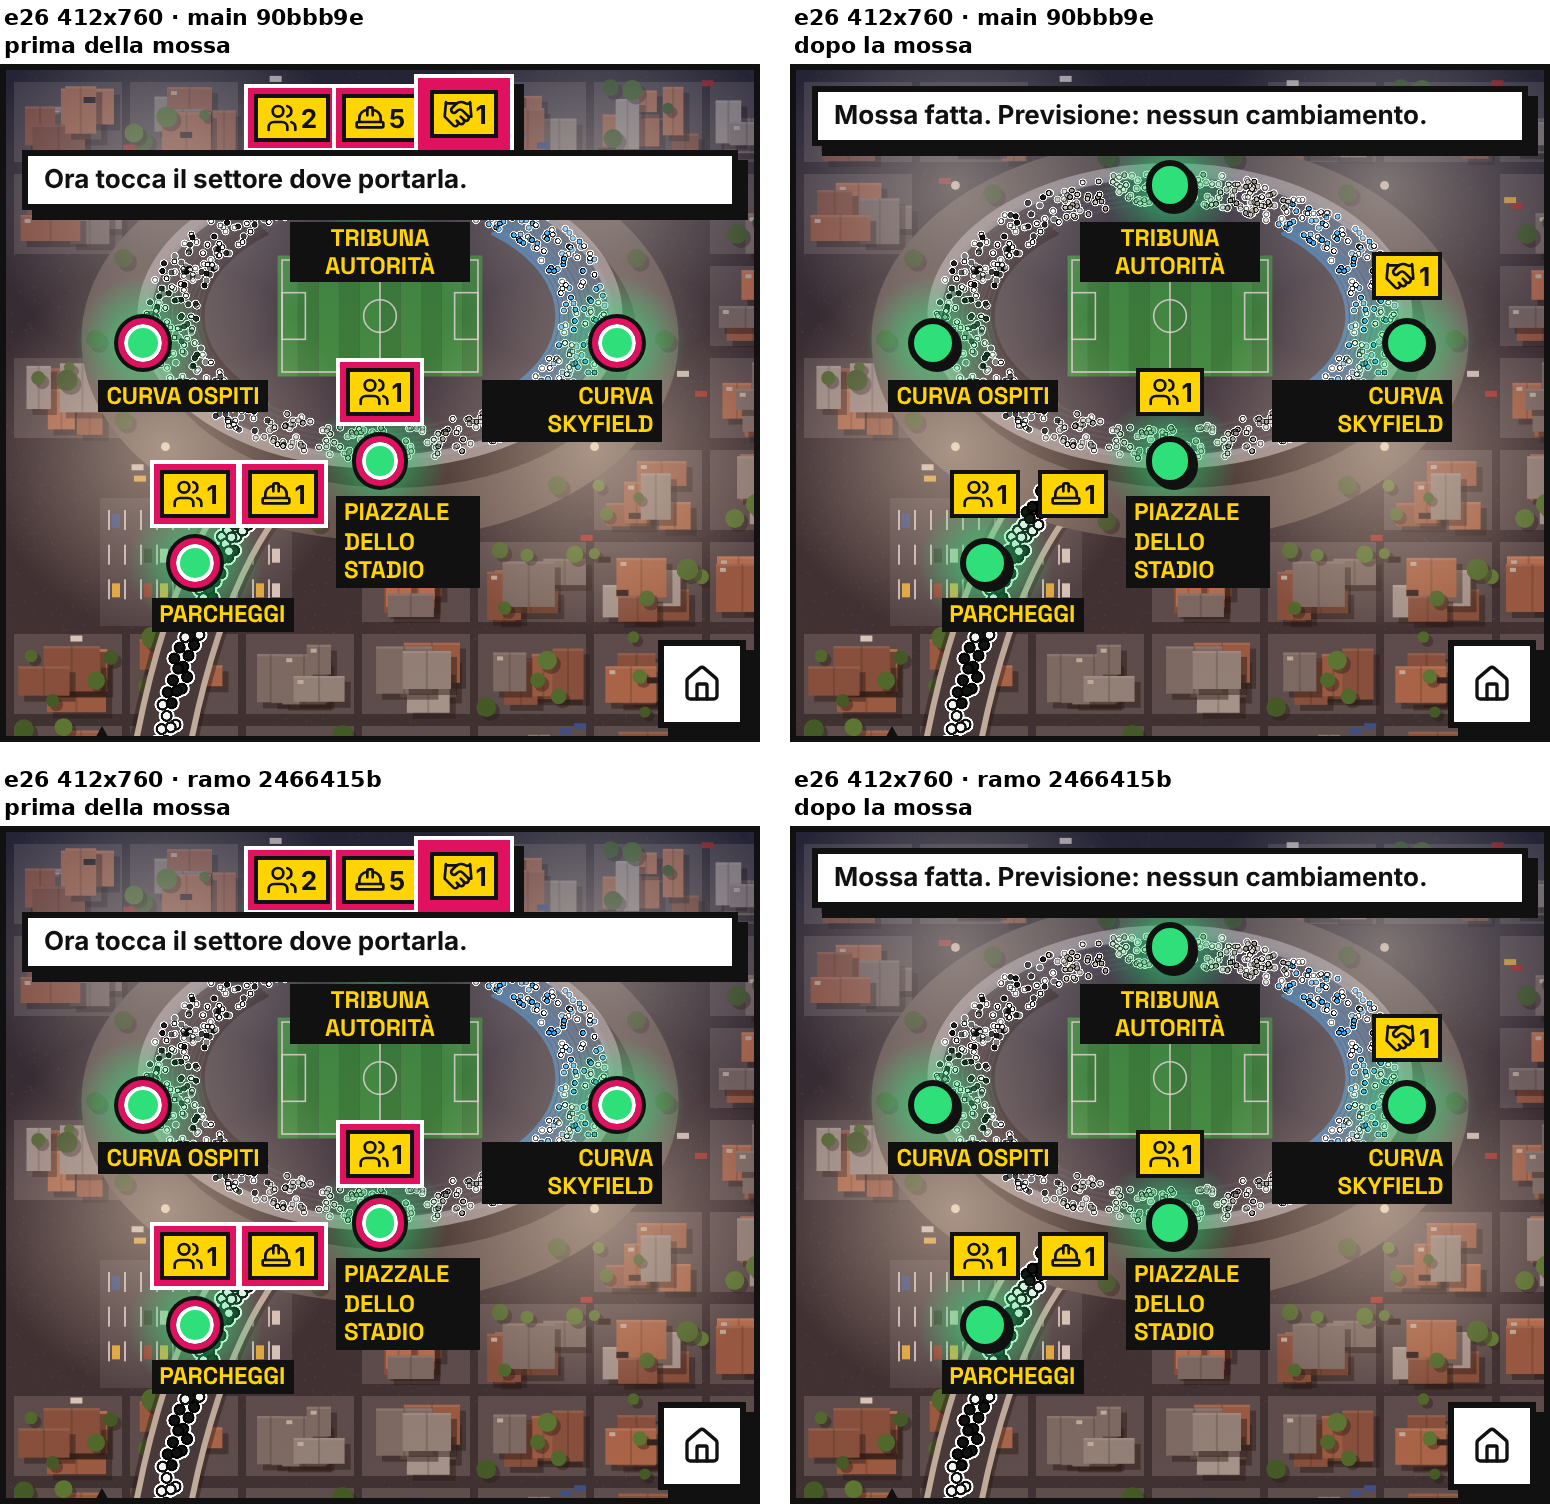 e26 412x760 · main 90bbb9e
prima della mossa
2
5
1
Ora tocca il settore dove portarla.
TRIBUNA
AUTORITÀ
CURVA OSPITI
1
CURVA
SKYFIELD
1
1
PIAZZALE
DELLO
STADIO
PARCHEGGI
e26 412x760 · main 90bbb9e
dopo la mossa
Mossa fatta. Previsione: nessun cambiamento.
TRIBUNA
AUTORITÀ
1
CURVA OSPITI
1
CURVA
SKYFIELD
1
1
PIAZZALE
DELLO
STADIO
PARCHEGGI
e26 412x760 · ramo 2466415b
prima della mossa
2
5
1
Ora tocca il settore dove portarla.
TRIBUNA
AUTORITÀ
CURVA OSPITI
1
CURVA
SKYFIELD
1
1
PIAZZALE
DELLO
STADIO
PARCHEGGI
e26 412x760 · ramo 2466415b
dopo la mossa
Mossa fatta. Previsione: nessun cambiamento.
TRIBUNA
AUTORITÀ
1
CURVA OSPITI
1
CURVA
SKYFIELD
1
1
PIAZZALE
DELLO
STADIO
PARCHEGGI